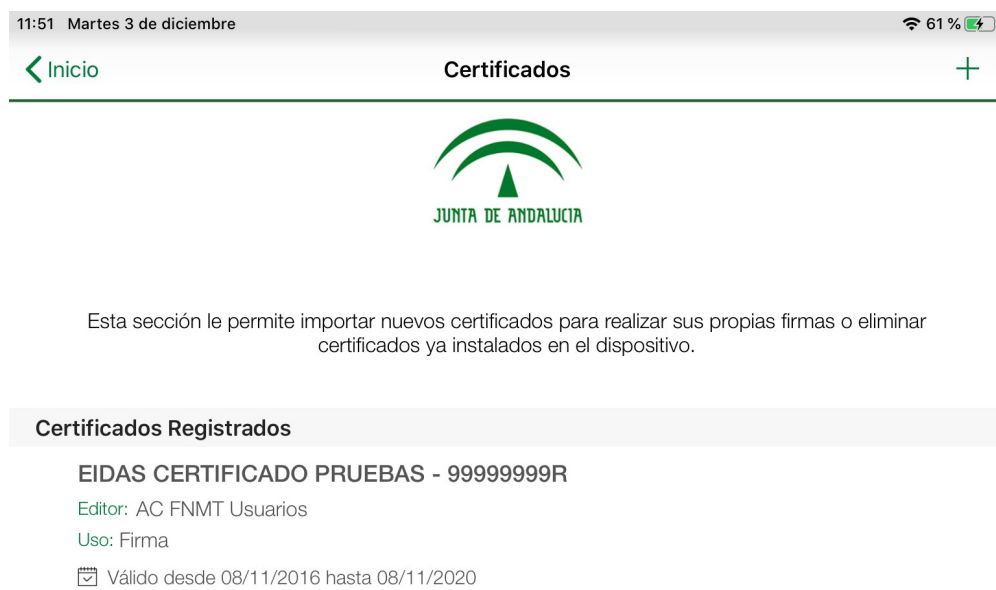 11:51 Martes 3 de diciembre 61 %
Inicio Certificados
JUNTA DE ANDALUCIA
Esta sección le permite importar nuevos certificados para realizar sus propias firmas o eliminar
certificados ya instalados en el dispositivo.
Certificados Registrados
EIDAS CERTIFICADO PRUEBAS - 99999999R
Editor: AC FNMT Usuarios
Uso: Firma
Válido desde 08/11/2016 hasta 08/11/2020